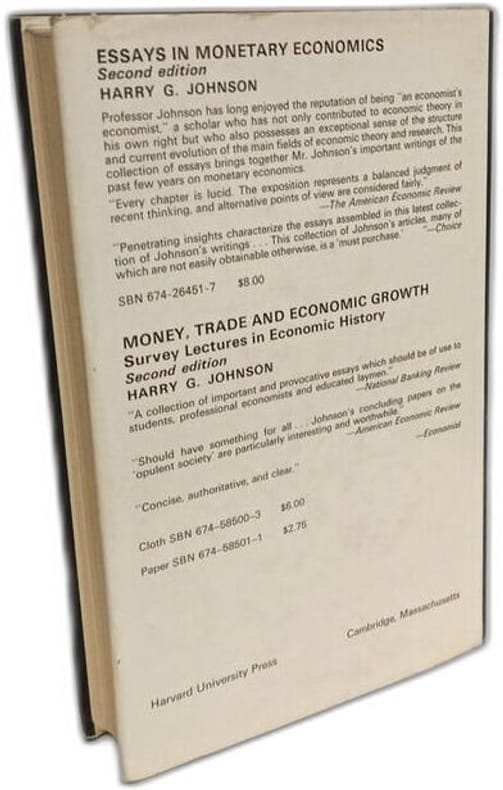 ESSAYS IN MONETARY ECONOMICS
Second edition
HARRY G. JOHNSON
Professor Johnson has long enjoyed the reputation of being "an economist's
economist," a scholar who has not only contributed to economic theory in
his own right but who also possesses an exceptional sense of the structure
and current evolution of the main fields of economic theory and research. This
collection of essays brings together Mr. Johnson's important writings of the
past few years on monetary economics.
"Every chapter is lucid. The exposition represents a balanced judgment of
recent thinking, and alternative points of view are considered fairly."
—The American Economic Review
"Penetrating insights characterize the essays assembled in this latest collec-
tion of Johnson's writings . . . This collection of Johnson's articles, many of
which are not easily obtainable otherwise, is a 'must purchase.' "—Choice
SBN 674-26451-7 $8.00
MONEY, TRADE AND ECONOMIC GROWTH
Survey Lectures in Economic History
Second edition
HARRY G. JOHNSON
"A collection of important and provocative essays which should be of use to
students, professional economists and educated laymen."
—National Banking Review
"Should have something for all . . . Johnson's concluding papers on the
'opulent society' are particularly interesting and worthwhile."
—American Economic Review
"Concise, authoritative, and clear." —Economist
Cloth SBN 674-58500-3 $6.00
Paper SBN 674-58501-1 $2.75
Harvard University Press Cambridge, Massachusetts